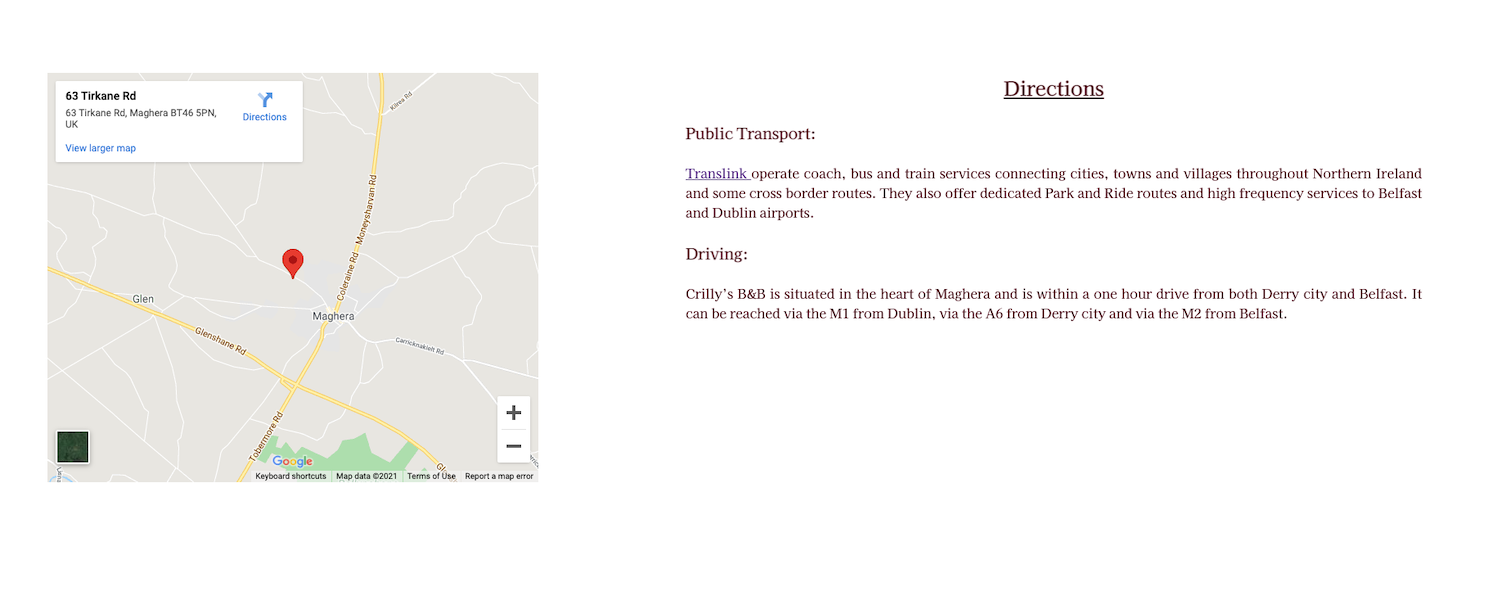 63 Tirkane Rd
63 Tirkane Rd, Maghera BT46 5PN,
UK
Directions
View larger map
Kilrea Rd
Coleraine Rd
Moneysharvan Rd
Glen
Maghera
Glenshane Rd
Carricknakielt Rd
Tobermore Rd
Gl
Google
Keyboard shortcuts
Map data ©2021
Terms of Use
Report a map error
Directions
Public Transport:
Translink operate coach, bus and train services connecting cities, towns and villages throughout Northern Ireland
and some cross border routes. They also offer dedicated Park and Ride routes and high frequency services to Belfast
and Dublin airports.
Driving:
Crilly’s B&B is situated in the heart of Maghera and is within a one hour drive from both Derry city and Belfast. It
can be reached via the M1 from Dublin, via the A6 from Derry city and via the M2 from Belfast.